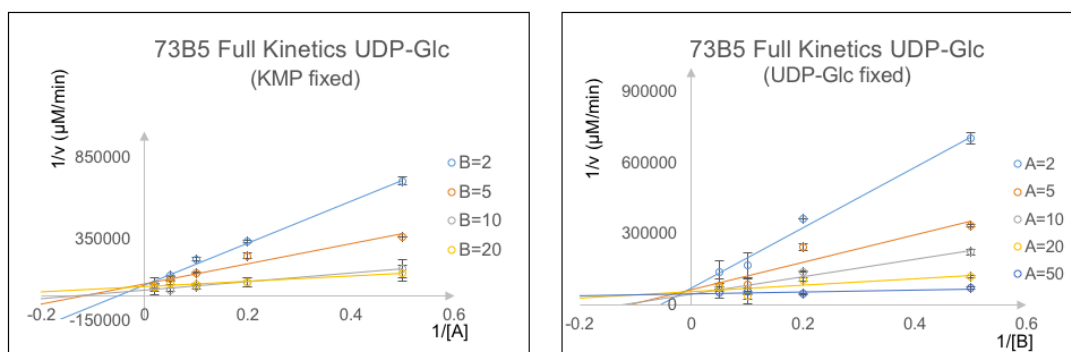 73B5 Full Kinetics UDP-Glc
(KMP fixed)
1/v (µM/min)
850000
350000
-150000
-0.2
0
0.2
0.4
0.6
1/[A]
B=2
B=5
B=10
B=20
73B5 Full Kinetics UDP-Glc
(UDP-Glc fixed)
1/v (µM/min)
900000
600000
300000
0
-0.2
0
0.2
0.4
0.6
1/[B]
A=2
A=5
A=10
A=20
A=50